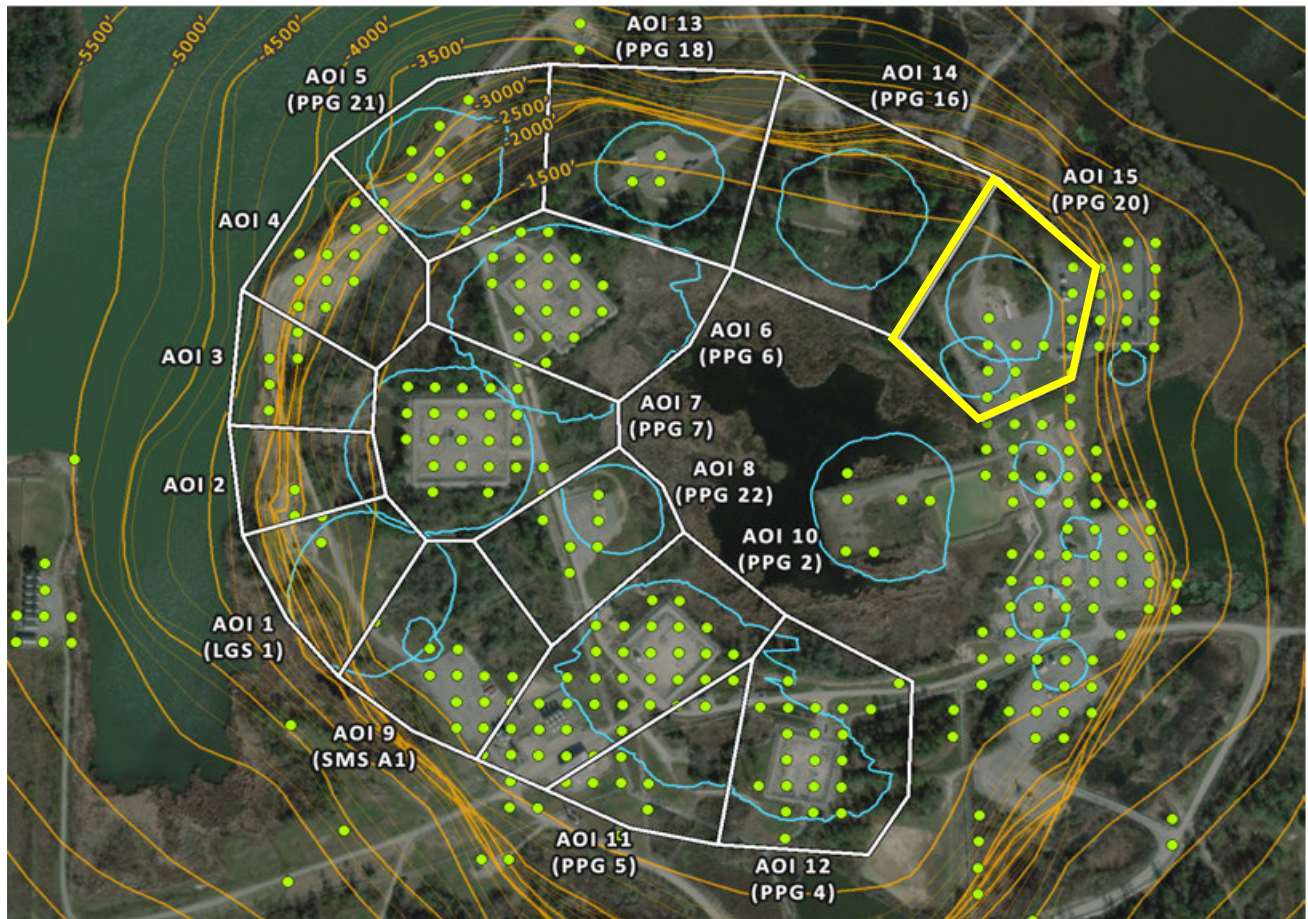 -5500'
-5000'
-4500'
-4000'
-3500'
-3000'
-2500'
-2000'
-1500'
AOI 13
(PPG 18)
AOI 5
(PPG 21)
AOI 14
(PPG 16)
AOI 15
(PPG 20)
AOI 4
AOI 3
AOI 6
(PPG 6)
AOI 7
(PPG 7)
AOI 2
AOI 8
(PPG 22)
AOI 10
(PPG 2)
AOI 1
(LGS 1)
AOI 9
(SMS A1)
AOI 11
(PPG 5)
AOI 12
(PPG 4)